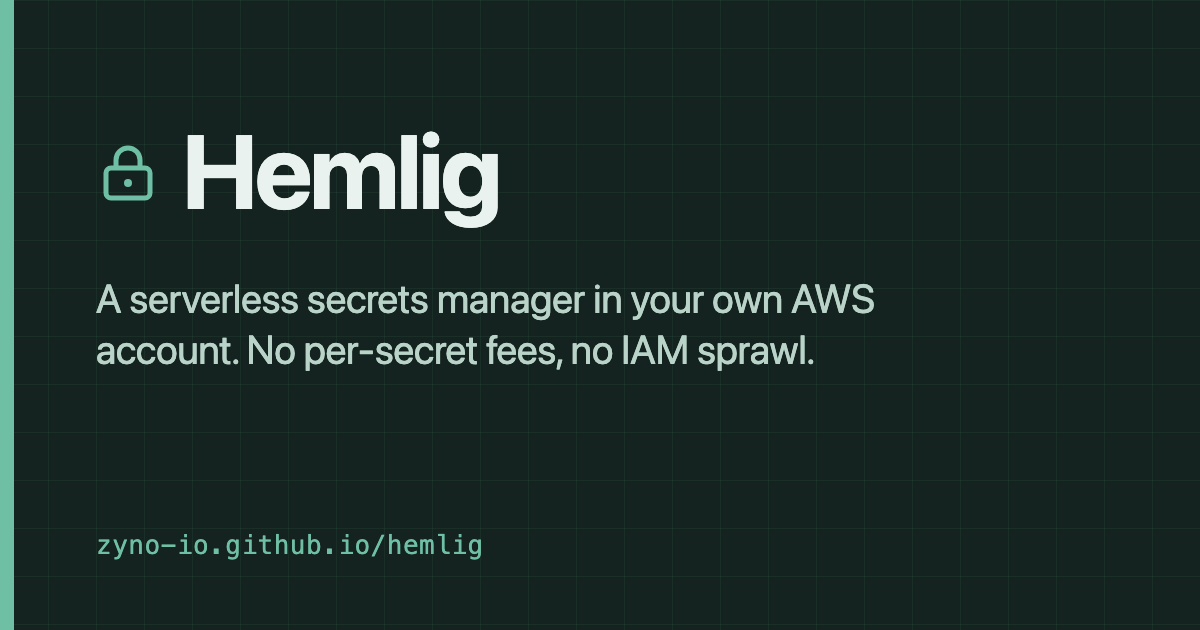 Hemlig
A serverless secrets manager in your own AWS
account. No per-secret fees, no IAM sprawl.
zyno-io.github.io/hemlig